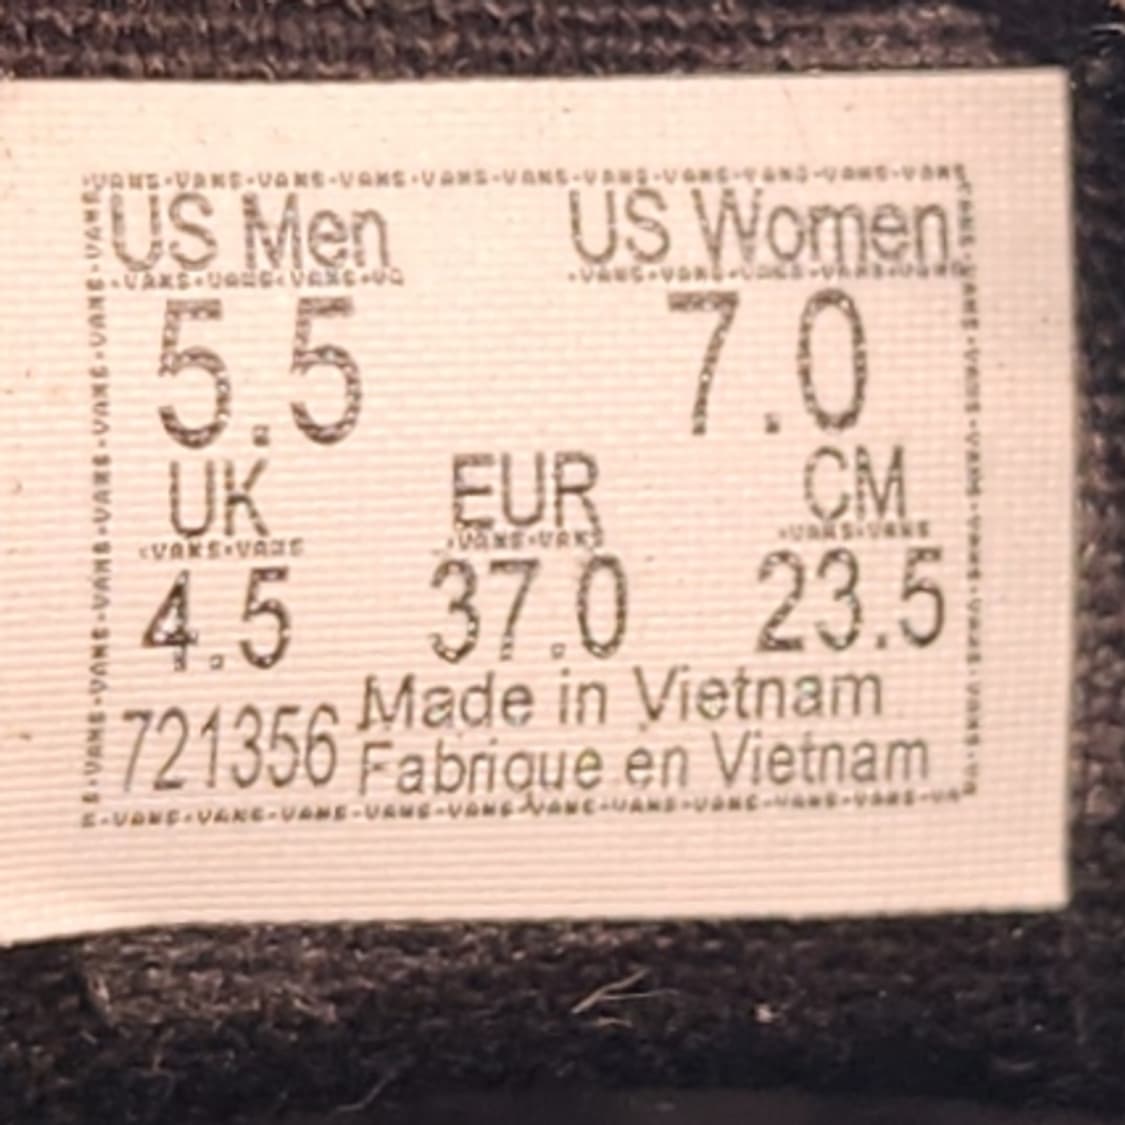 US Men US Women
5.5 7.0
UK EUR CM
4.5 37.0 23.5
721356 Made in Vietnam
Fabrique en Vietnam